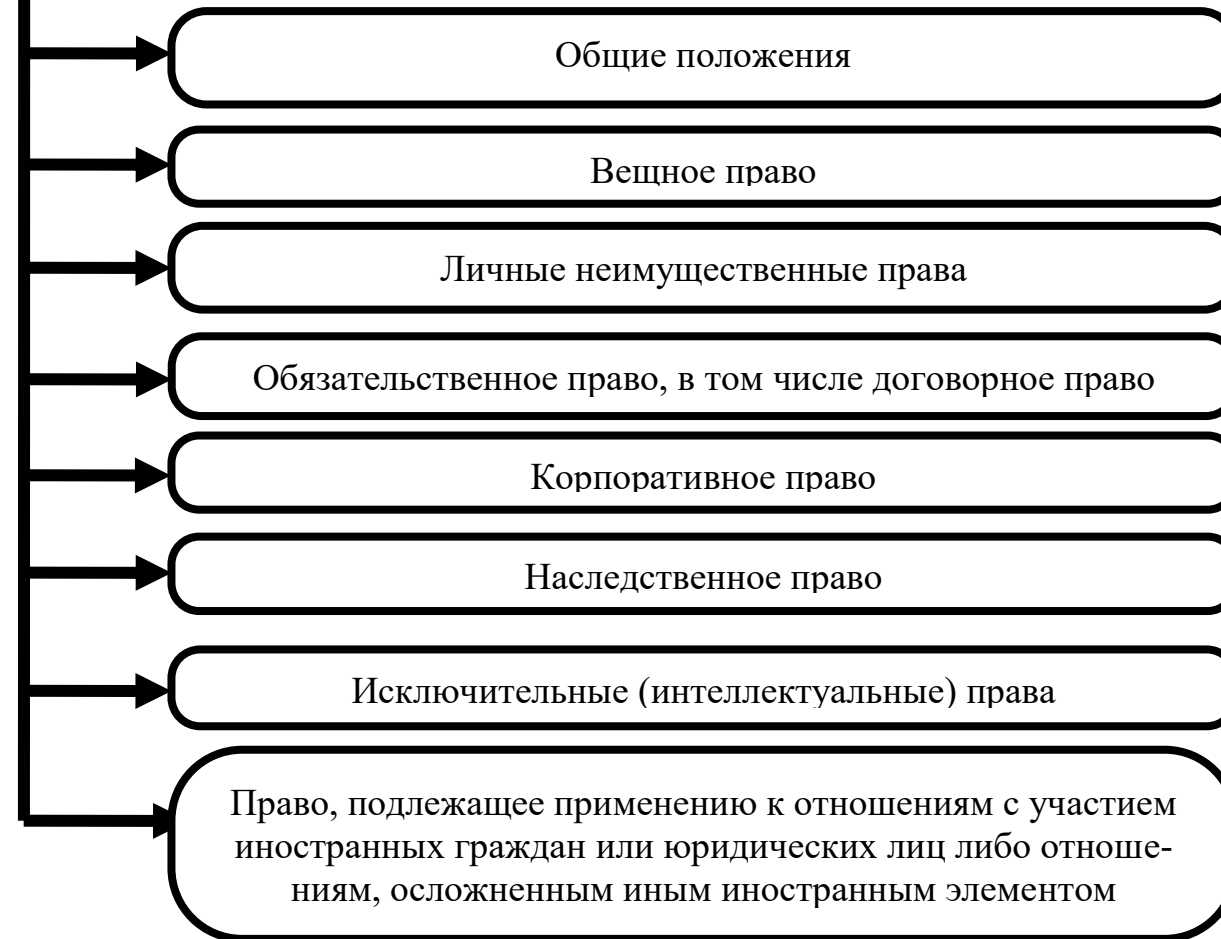 Общие положения
Вещное право
Личные неимущественные права
Обязательственное право, в том числе договорное право
Корпоративное право
Наследственное право
Исключительные (интеллектуальные) права
Право, подлежащее применению к отношениям с участием
иностранных граждан или юридических лиц либо отноше-
ниям, осложненным иным иностранным элементом